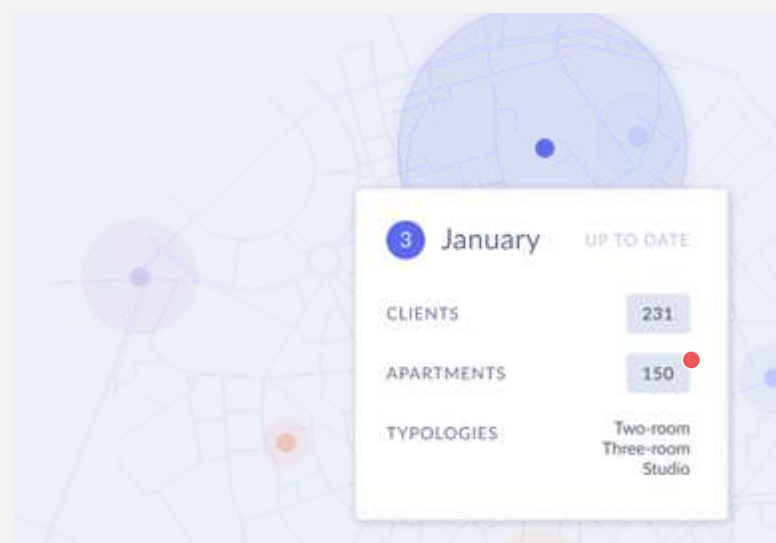 3 January UP TO DATE
CLIENTS 231
APARTMENTS 150
TYPOLOGIES Two-room
Three-room
Studio